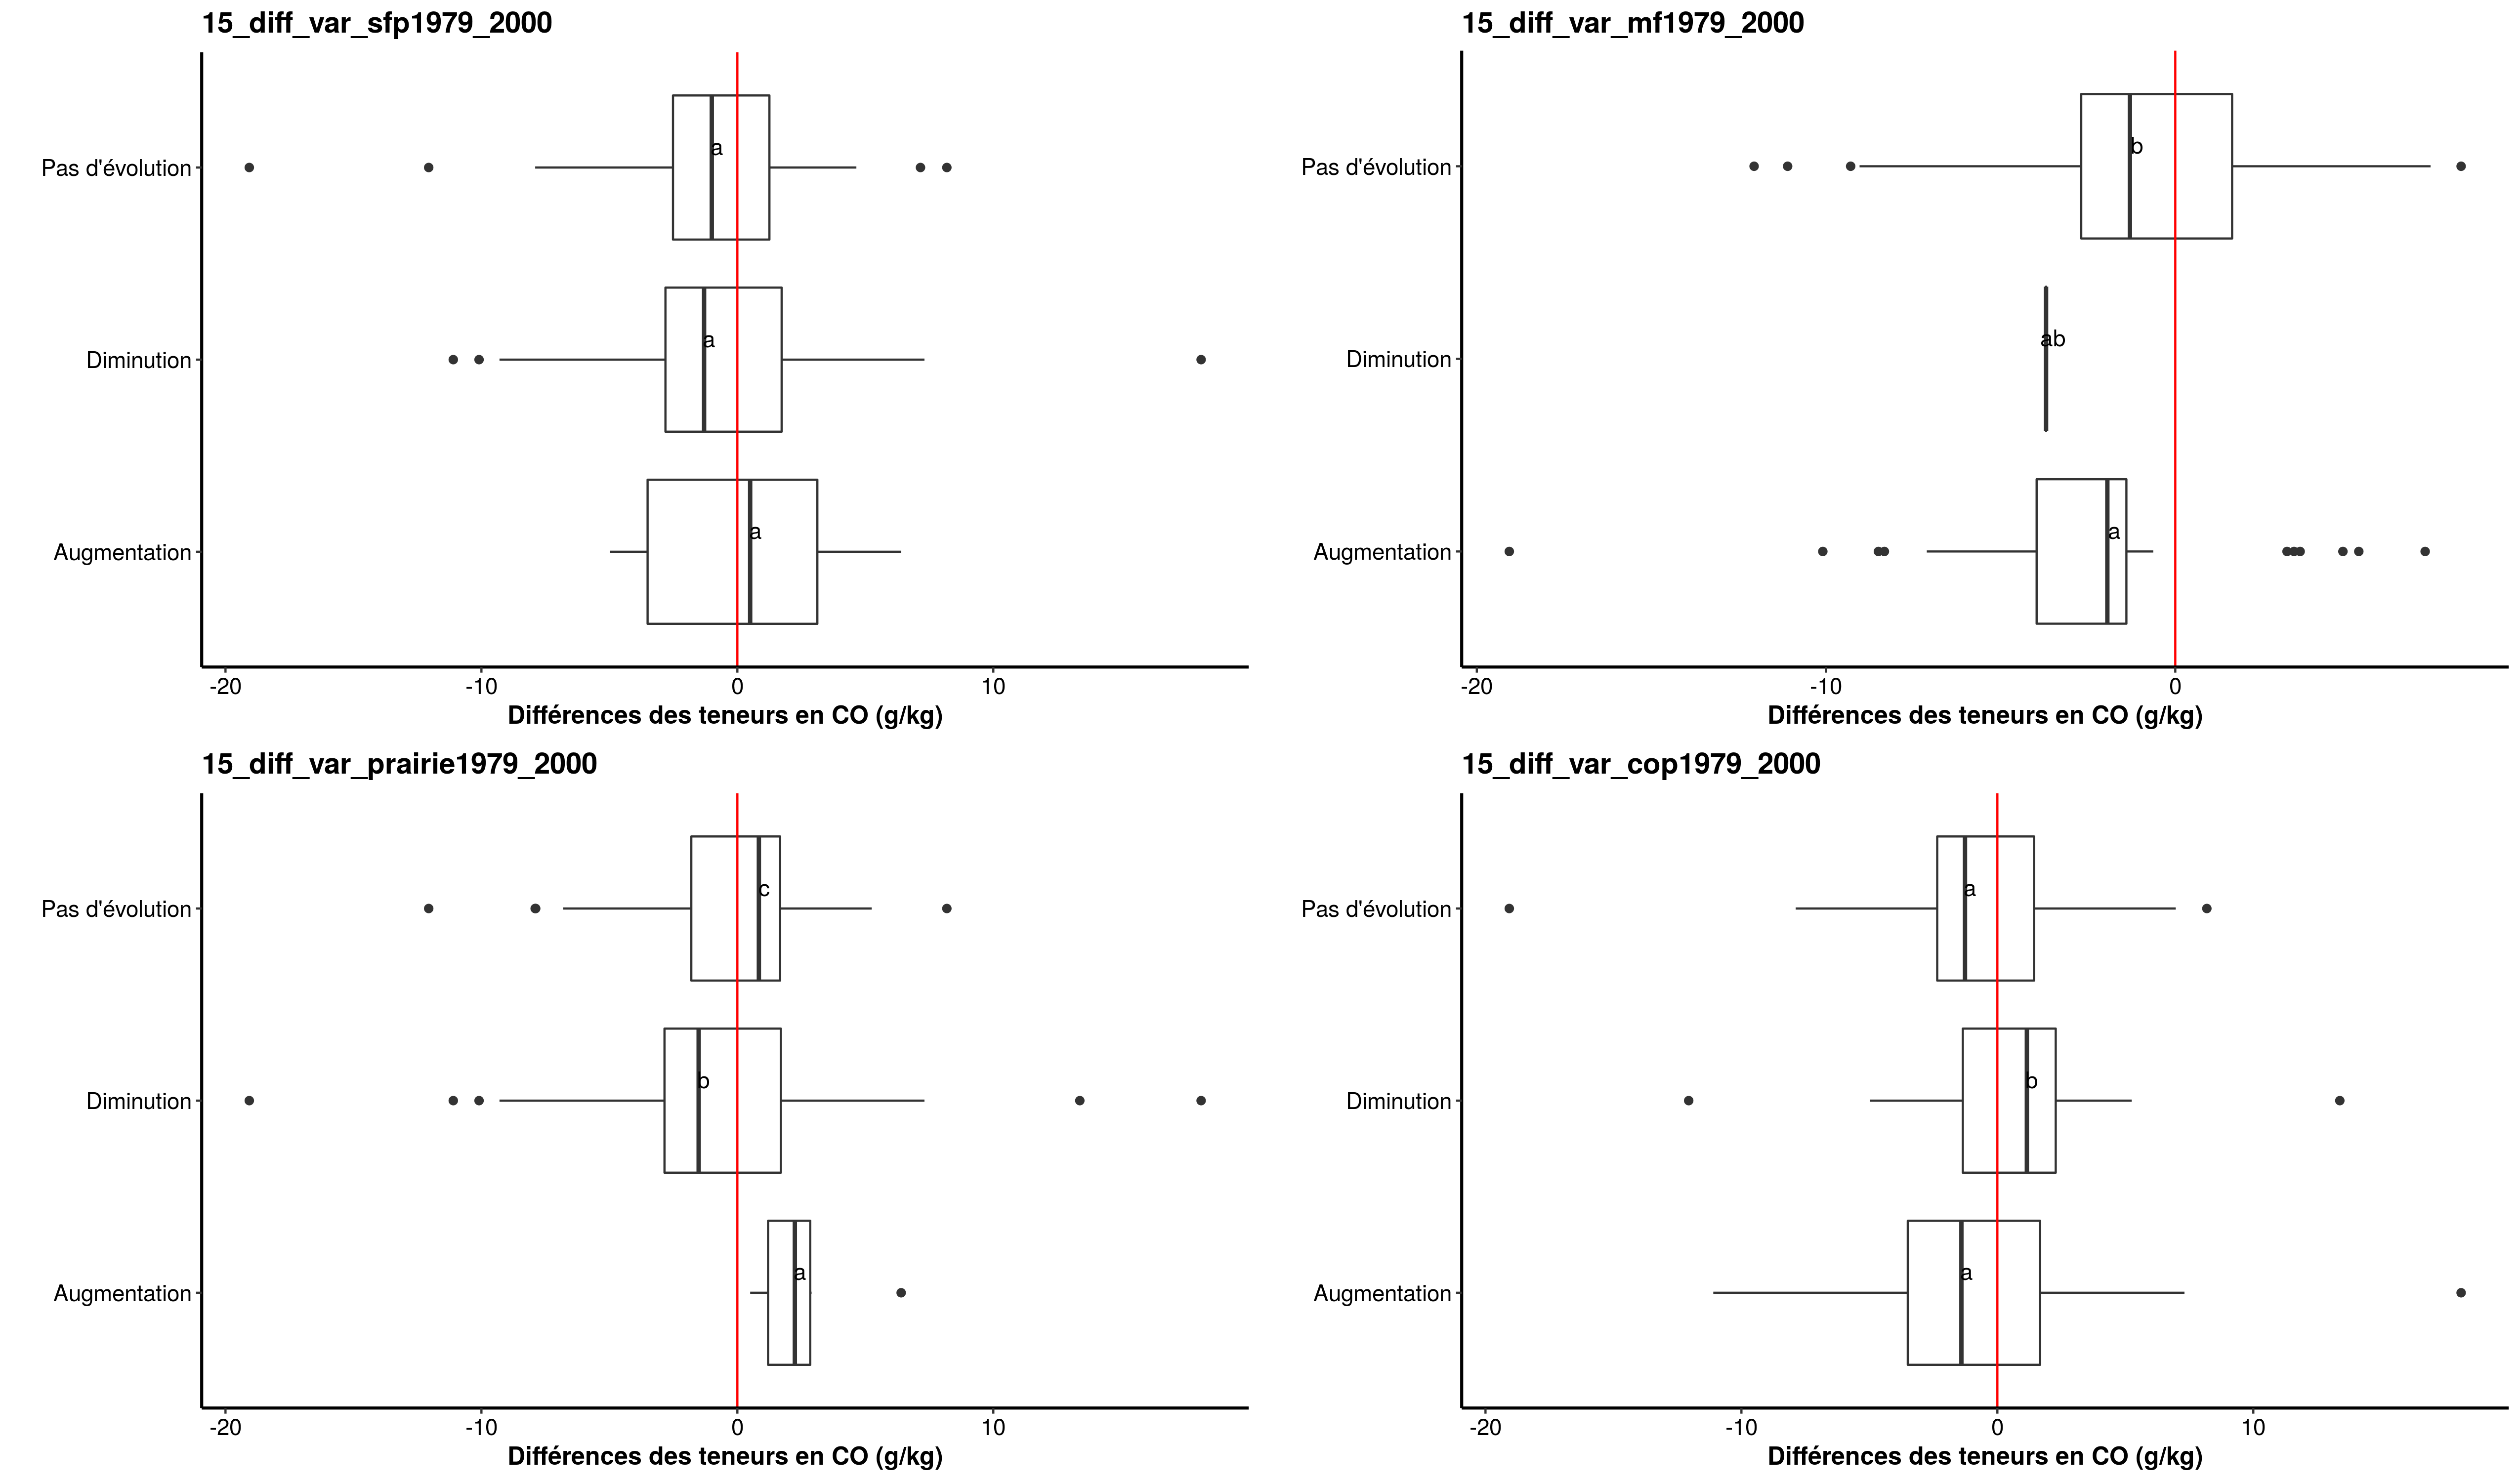 15_diff_var_sfp1979_2000
Pas d'évolution
a
Diminution
a
Augmentation
a
-20 -10 0 10
Différences des teneurs en CO (g/kg)
15_diff_var_mf1979_2000
Pas d'évolution
b
Diminution
ab
Augmentation
a
-20 -10 0
Différences des teneurs en CO (g/kg)
15_diff_var_prairie1979_2000
Pas d'évolution
c
Diminution
b
Augmentation
a
-20 -10 0 10
Différences des teneurs en CO (g/kg)
15_diff_var_cop1979_2000
Pas d'évolution
a
Diminution
b
Augmentation
a
-20 -10 0 10
Différences des teneurs en CO (g/kg)